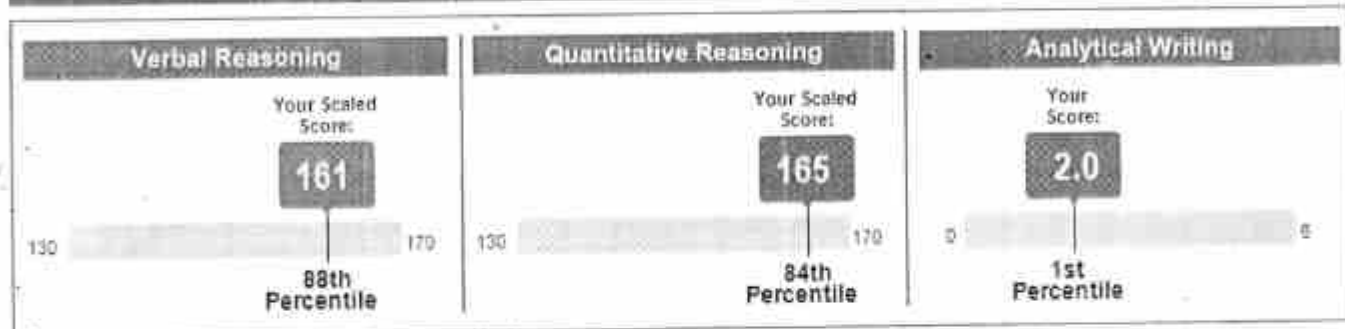 Verbal Reasoning
Your Scaled
Score:
161
130
170
88th
Percentile
Quantitative Reasoning
Your Scaled
Score:
165
130
170
84th
Percentile
Analytical Writing
Your
Score:
2.0
0
6
1st
Percentile